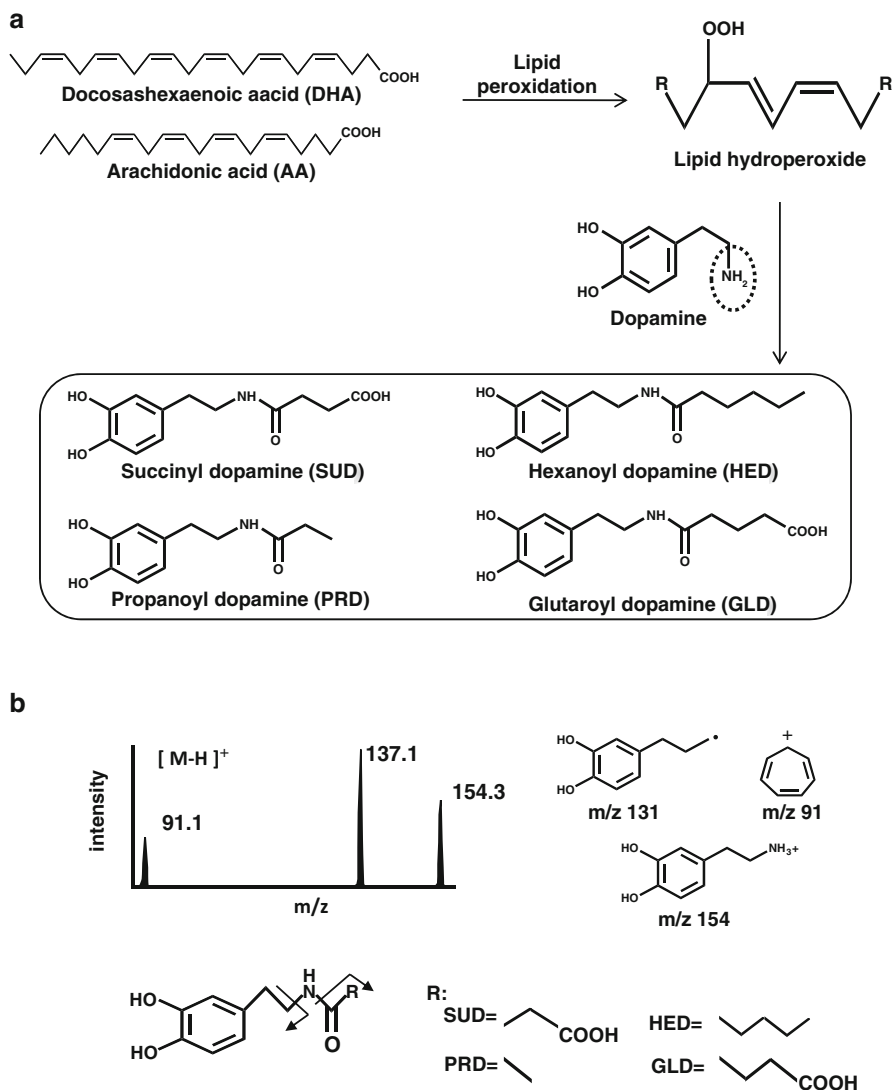 a
COOH
Docosashexaenoic aacid (DHA)
COOH
Arachidonic acid (AA)
Lipid
peroxidation
OOH
R
R
Lipid hydroperoxide
HO
HO
NH2
Dopamine
HO
HO
NH
O
COOH
Succinyl dopamine (SUD)
HO
HO
NH
O
Hexanoyl dopamine (HED)
HO
HO
NH
O
Propanoyl dopamine (PRD)
HO
HO
NH
O
COOH
Glutaroyl dopamine (GLD)
b
intensity
[ M-H ]+
91.1
137.1
154.3
m/z
HO
HO
•
m/z 131
+
m/z 91
HO
HO
NH3+
m/z 154
HO
HO
H
N
R
O
R:
SUD=
COOH
HED=
PRD=
GLD=
COOH